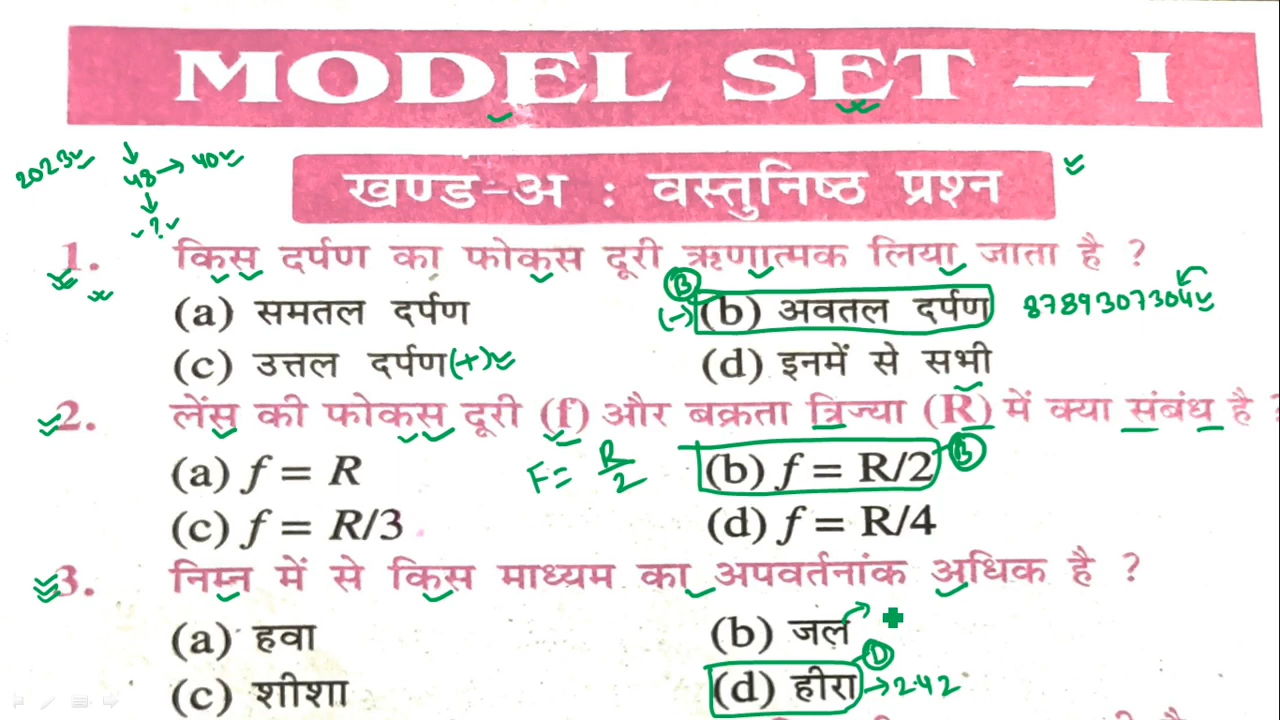 MODEL SET – I
2023 48 → 40
?
खण्ड-अ : वस्तुनिष्ठ प्रश्न
1. किस दर्पण का फोकस दूरी ऋणात्मक लिया जाता है ?
B
(a) समतल दर्पण (-) (b) अवतल दर्पण 8789307304
(c) उत्तल दर्पण (+) (d) इनमें से सभी
2. लेंस की फोकस दूरी (f) और बक्रता त्रिज्या (R) में क्या संबंध है ?
(a) f = R F = R/2 (b) f = R/2 B
(c) f = R/3 (d) f = R/4
3. निम्न में से किस माध्यम का अपवर्तनांक अधिक है ?
(a) हवा (b) जल
D
(c) शीशा (d) हीरा → 2.42